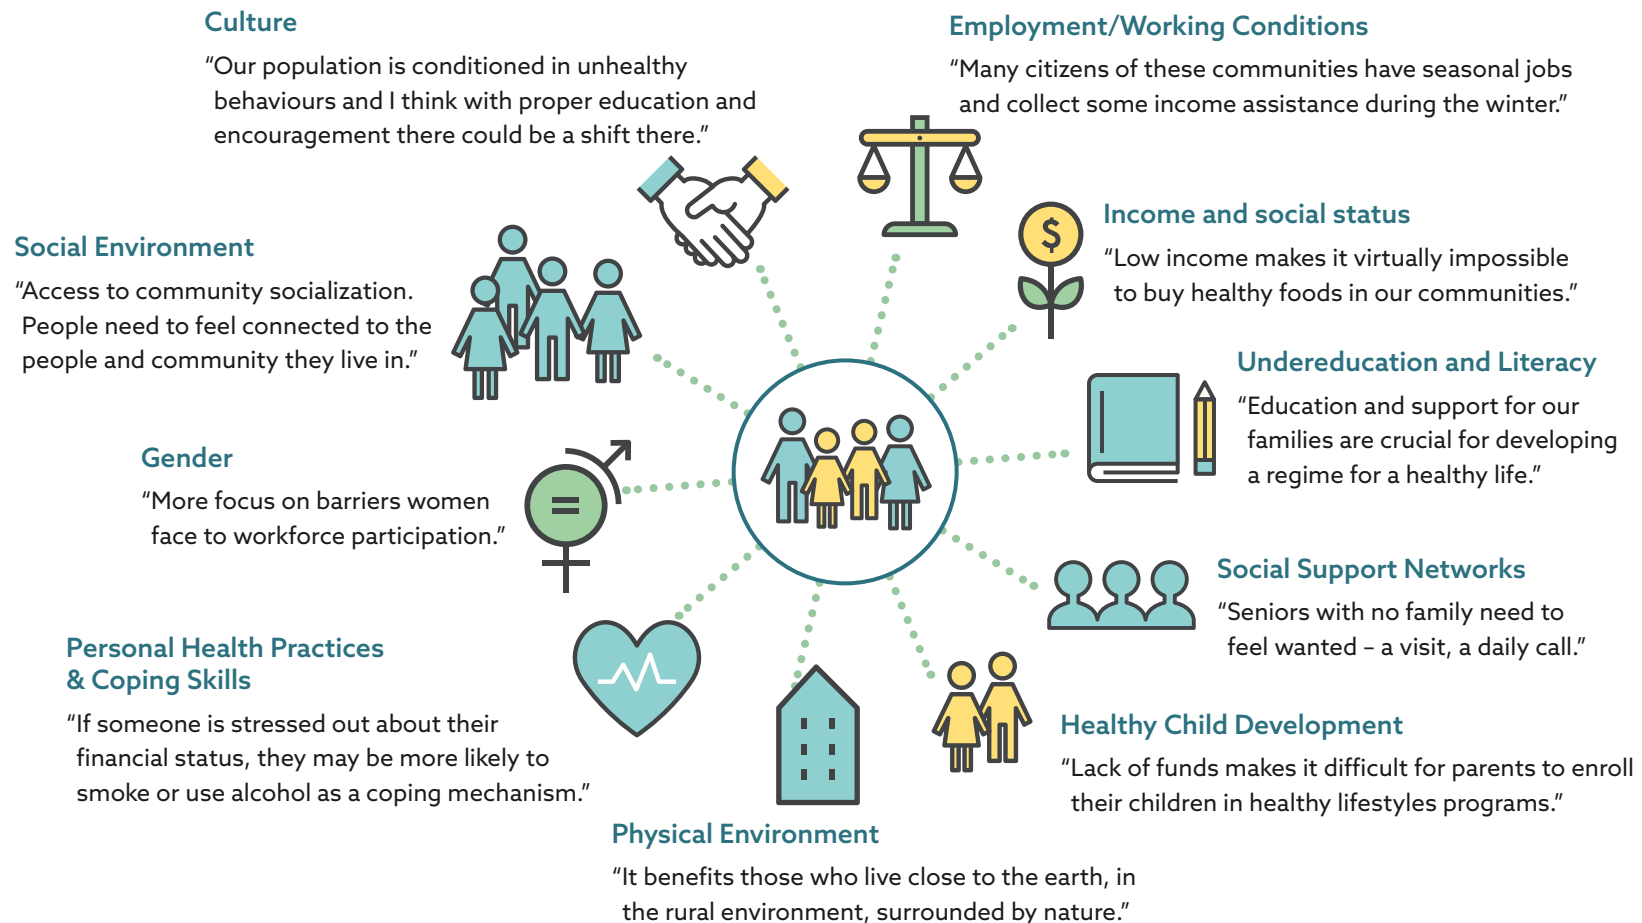 Culture
“Our population is conditioned in unhealthy
behaviours and I think with proper education and
encouragement there could be a shift there.”
Employment/Working Conditions
“Many citizens of these communities have seasonal jobs
and collect some income assistance during the winter.”
Income and social status
“Low income makes it virtually impossible
to buy healthy foods in our communities.”
$
Undereducation and Literacy
“Education and support for our
families are crucial for developing
a regime for a healthy life.”
Social Support Networks
“Seniors with no family need to
feel wanted – a visit, a daily call.”
Healthy Child Development
“Lack of funds makes it difficult for parents to enroll
their children in healthy lifestyles programs.”
Physical Environment
“It benefits those who live close to the earth, in
the rural environment, surrounded by nature.”
Personal Health Practices
& Coping Skills
“If someone is stressed out about their
financial status, they may be more likely to
smoke or use alcohol as a coping mechanism.”
Gender
“More focus on barriers women
face to workforce participation.”
=
Social Environment
“Access to community socialization.
People need to feel connected to the
people and community they live in.”